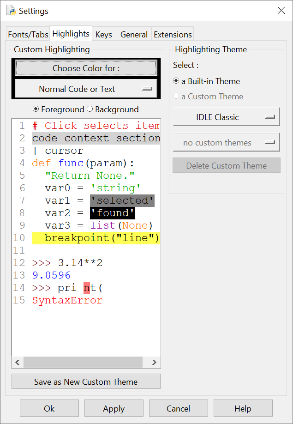 Settings
Fonts/Tabs Highlights Keys General Extensions
Custom Highlighting
Choose Color for :
Normal Code or Text
Foreground Background
1 # Click selects item
2 code context section
3 | cursor
4 def func(param):
5 "Return None."
6 var0 = 'string'
7 var1 = 'selected'
8 var2 = 'found'
9 var3 = list(None)
10 breakpoint("line")
11
12 >>> 3.14**2
13 9.8596
14 >>> pri nt(
15 SyntaxError
Save as New Custom Theme
Highlighting Theme
Select :
a Built-in Theme
a Custom Theme
IDLE Classic
no custom themes
Delete Custom Theme
Ok Apply Cancel Help